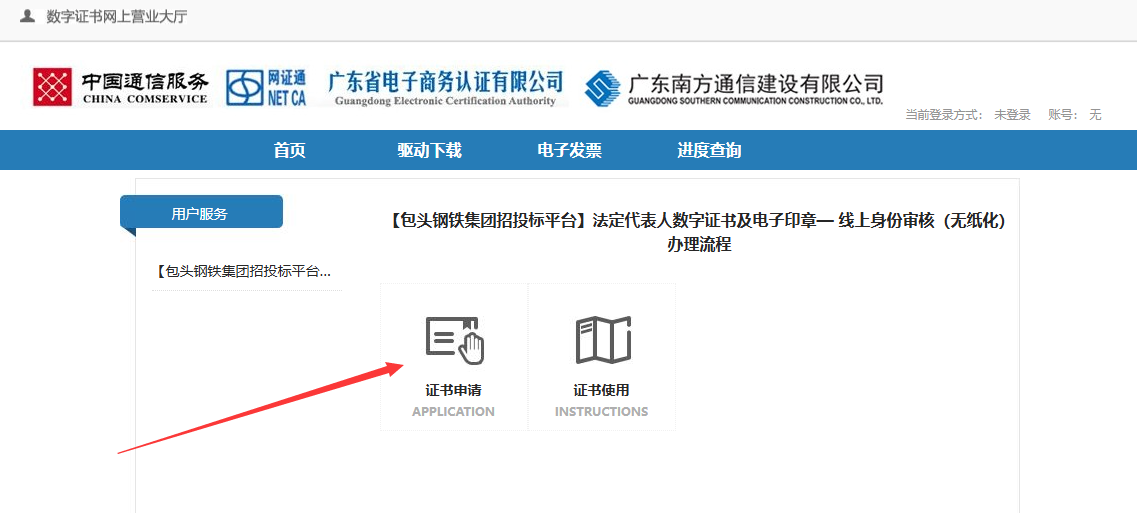 数字证书网上营业大厅
中国通信服务
CHINA COMSERVICE
网证通
NET CA
广东省电子商务认证有限公司
Guangdong Electronic Certification Authority
广东南方通信建设有限公司
GUANGDONG SOUTHERN COMMUNICATION CONSTRUCTION CO., LTD.
当前登录方式： 未登录 账号： 无
首页 驱动下载 电子发票 进度查询
用户服务
【包头钢铁集团招投标平台...
【包头钢铁集团招投标平台】法定代表人数字证书及电子印章— 线上身份审核（无纸化）
办理流程
证书申请
APPLICATION
证书使用
INSTRUCTIONS